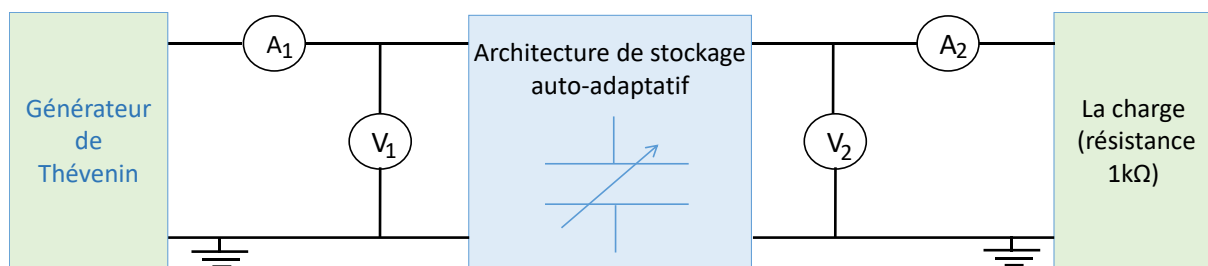 Générateur
de
Thévenin
A1
V1
Architecture de stockage
auto-adaptatif
V2
A2
La charge
(résistance
1kΩ)